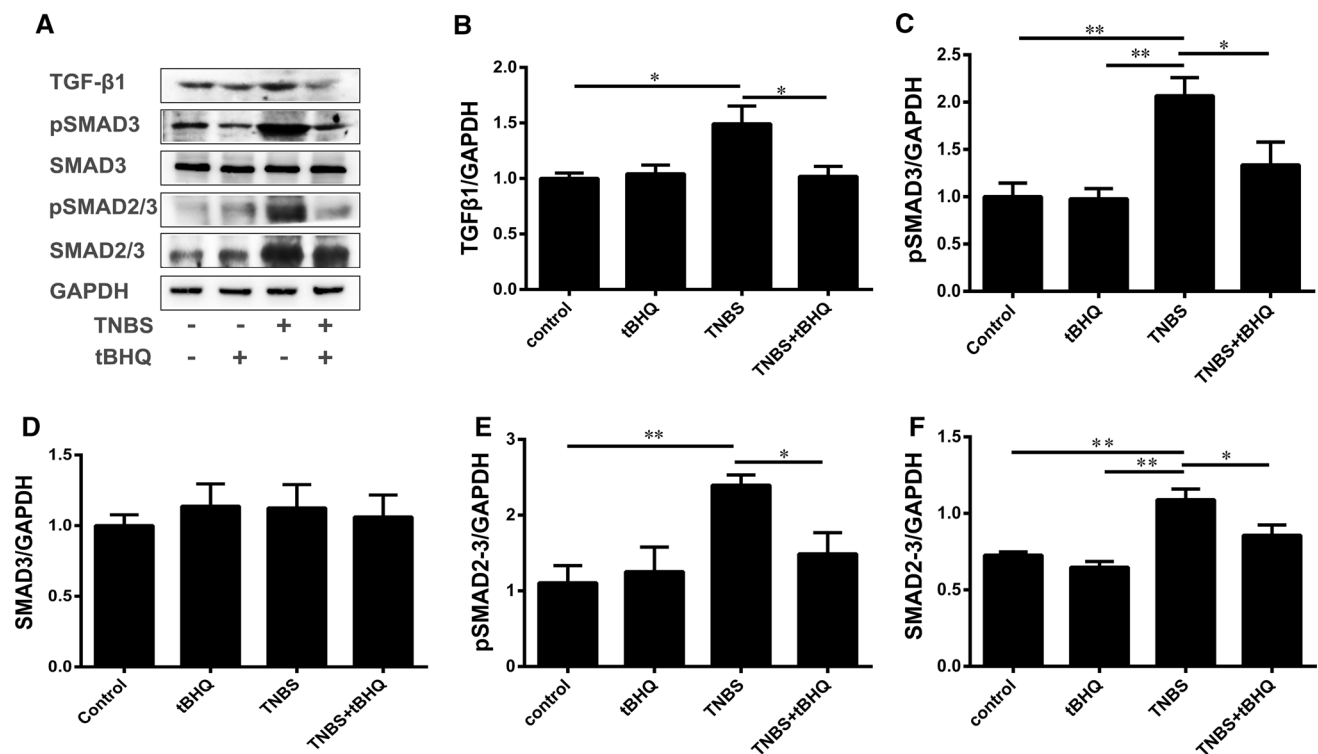 A
TGF-β1
pSMAD3
SMAD3
pSMAD2/3
SMAD2/3
GAPDH
TNBS - - + +
tBHQ - + - +
B
TGFβ1/GAPDH
2.0
1.5
1.0
0.5
0.0
* *
control tBHQ TNBS TNBS+tBHQ
C
pSMAD3/GAPDH
2.5
2.0
1.5
1.0
0.5
0.0
**
** *
Control tBHQ TNBS TNBS+tBHQ
D
SMAD3/GAPDH
1.5
1.0
0.5
0.0
Control tBHQ TNBS TNBS+tBHQ
E
pSMAD2-3/GAPDH
3
2
1
0
**
*
control tBHQ TNBS TNBS+tBHQ
F
SMAD2-3/GAPDH
1.5
1.0
0.5
0.0
**
** *
Control tBHQ TNBS TNBS+tBHQ